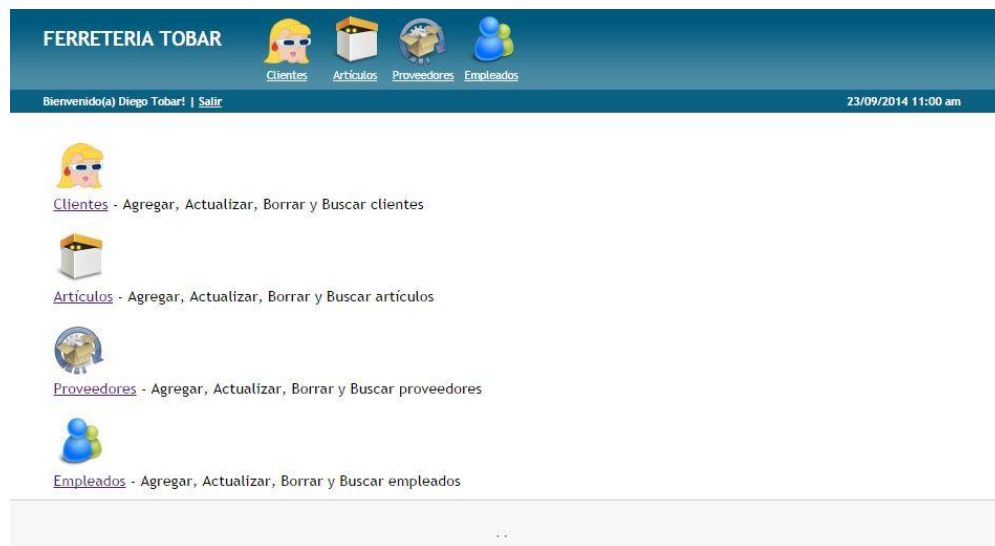 FERRETERIA TOBAR
Clientes Artículos Proveedores Empleados
Bienvenido(a) Diego Tobar! | Salir 23/09/2014 11:00 am
Clientes - Agregar, Actualizar, Borrar y Buscar clientes
Artículos - Agregar, Actualizar, Borrar y Buscar artículos
Proveedores - Agregar, Actualizar, Borrar y Buscar proveedores
Empleados - Agregar, Actualizar, Borrar y Buscar empleados
. .